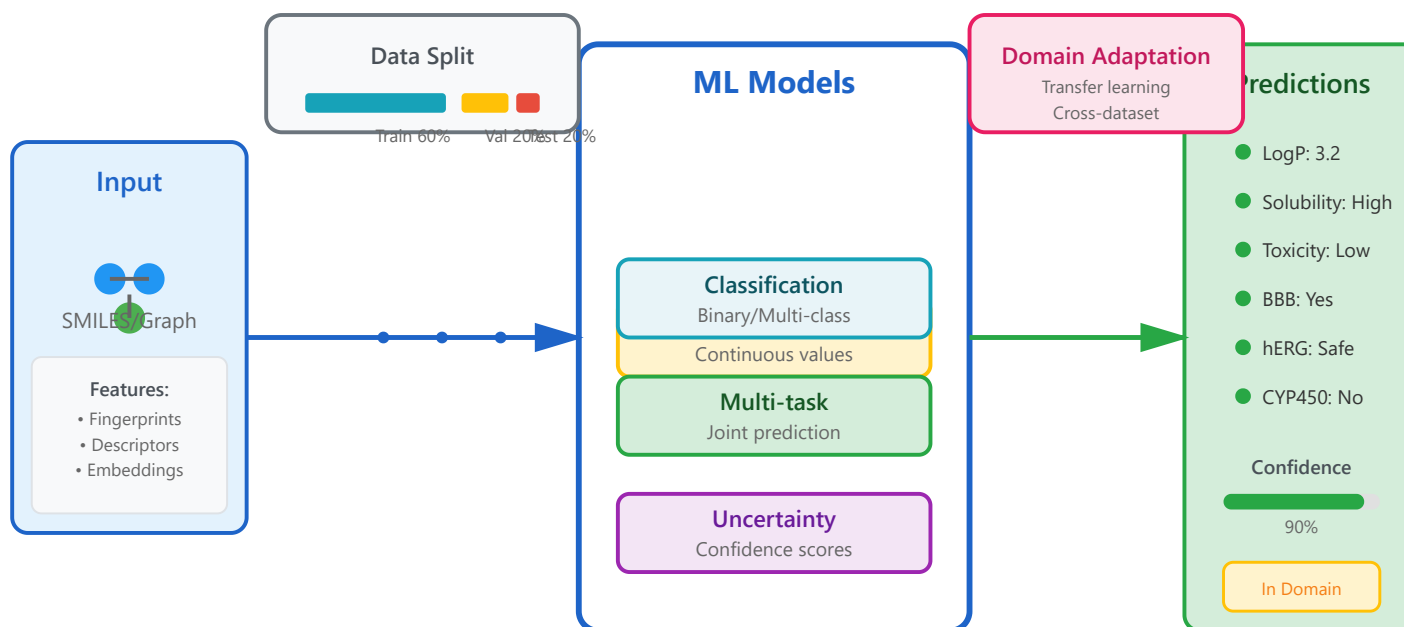 Data Split
Train 60%
Val 20%
Test 20%
Input
SMILES/Graph
Features:
• Fingerprints
• Descriptors
• Embeddings
ML Models
Classification
Binary/Multi-class
Continuous values
Multi-task
Joint prediction
Uncertainty
Confidence scores
Domain Adaptation
Transfer learning
Cross-dataset
Predictions
LogP: 3.2
Solubility: High
Toxicity: Low
BBB: Yes
hERG: Safe
CYP450: No
Confidence
90%
In Domain